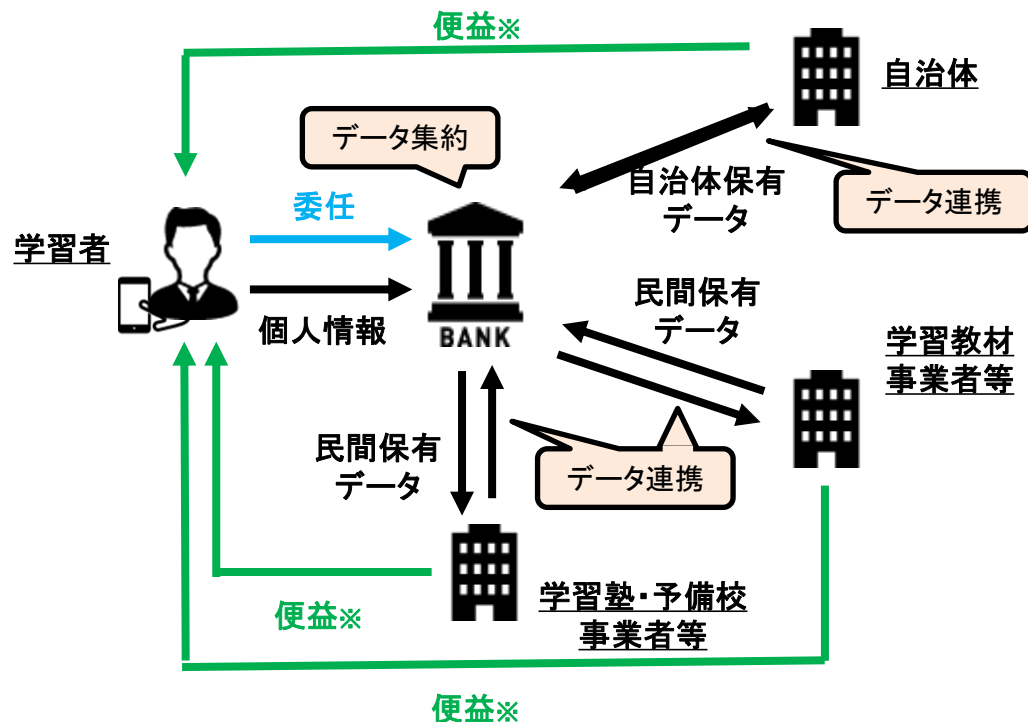 便益※
自治体
データ集約
自治体保有
データ
データ連携
委任
学習者
個人情報
BANK
民間保有
データ
学習教材
事業者等
民間保有
データ
データ連携
学習塾・予備校
事業者等
便益※
便益※